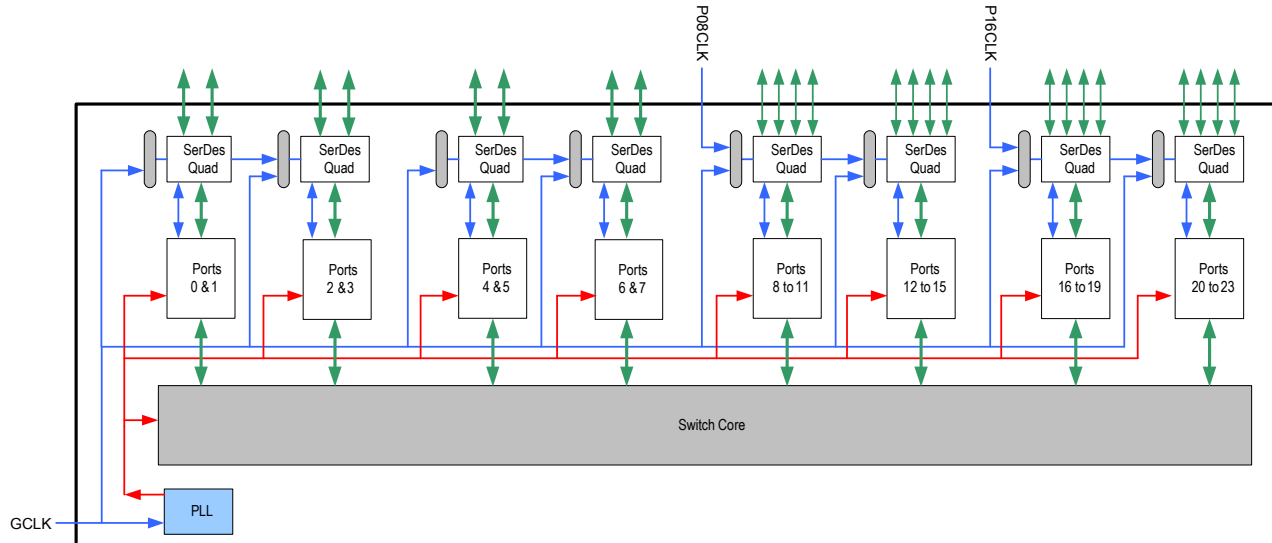 P08CLK
P16CLK
SerDes
Quad
SerDes
Quad
SerDes
Quad
SerDes
Quad
SerDes
Quad
SerDes
Quad
SerDes
Quad
SerDes
Quad
Ports
0 & 1
Ports
2 & 3
Ports
4 & 5
Ports
6 & 7
Ports
8 to 11
Ports
12 to 15
Ports
16 to 19
Ports
20 to 23
Switch Core
PLL
GCLK